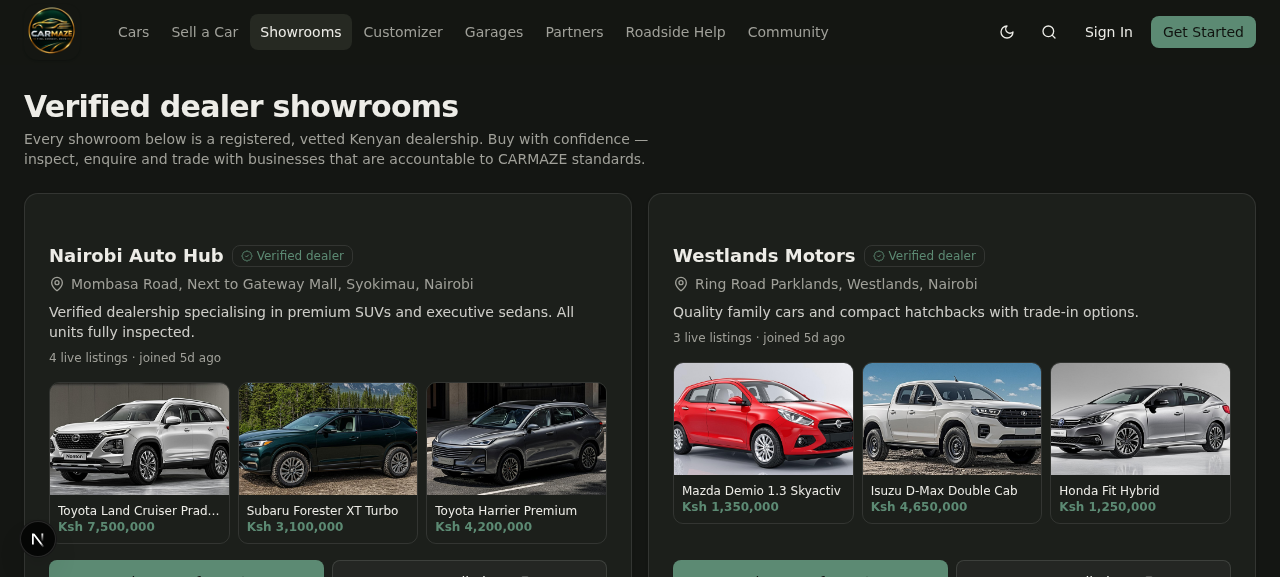 CARMAZE
Cars
Sell a Car
Showrooms
Customizer
Garages
Partners
Roadside Help
Community
Sign In
Get Started
Verified dealer showrooms
Every showroom below is a registered, vetted Kenyan dealership. Buy with confidence —
inspect, enquire and trade with businesses that are accountable to CARMAZE standards.
Nairobi Auto Hub
Verified dealer
Mombasa Road, Next to Gateway Mall, Syokimau, Nairobi
Verified dealership specialising in premium SUVs and executive sedans. All
units fully inspected.
4 live listings · joined 5d ago
Toyota Land Cruiser Prad...
Ksh 7,500,000
Subaru Forester XT Turbo
Ksh 3,100,000
Toyota Harrier Premium
Ksh 4,200,000
Westlands Motors
Verified dealer
Ring Road Parklands, Westlands, Nairobi
Quality family cars and compact hatchbacks with trade-in options.
3 live listings · joined 5d ago
Mazda Demio 1.3 Skyactiv
Ksh 1,350,000
Isuzu D-Max Double Cab
Ksh 4,650,000
Honda Fit Hybrid
Ksh 1,250,000
N